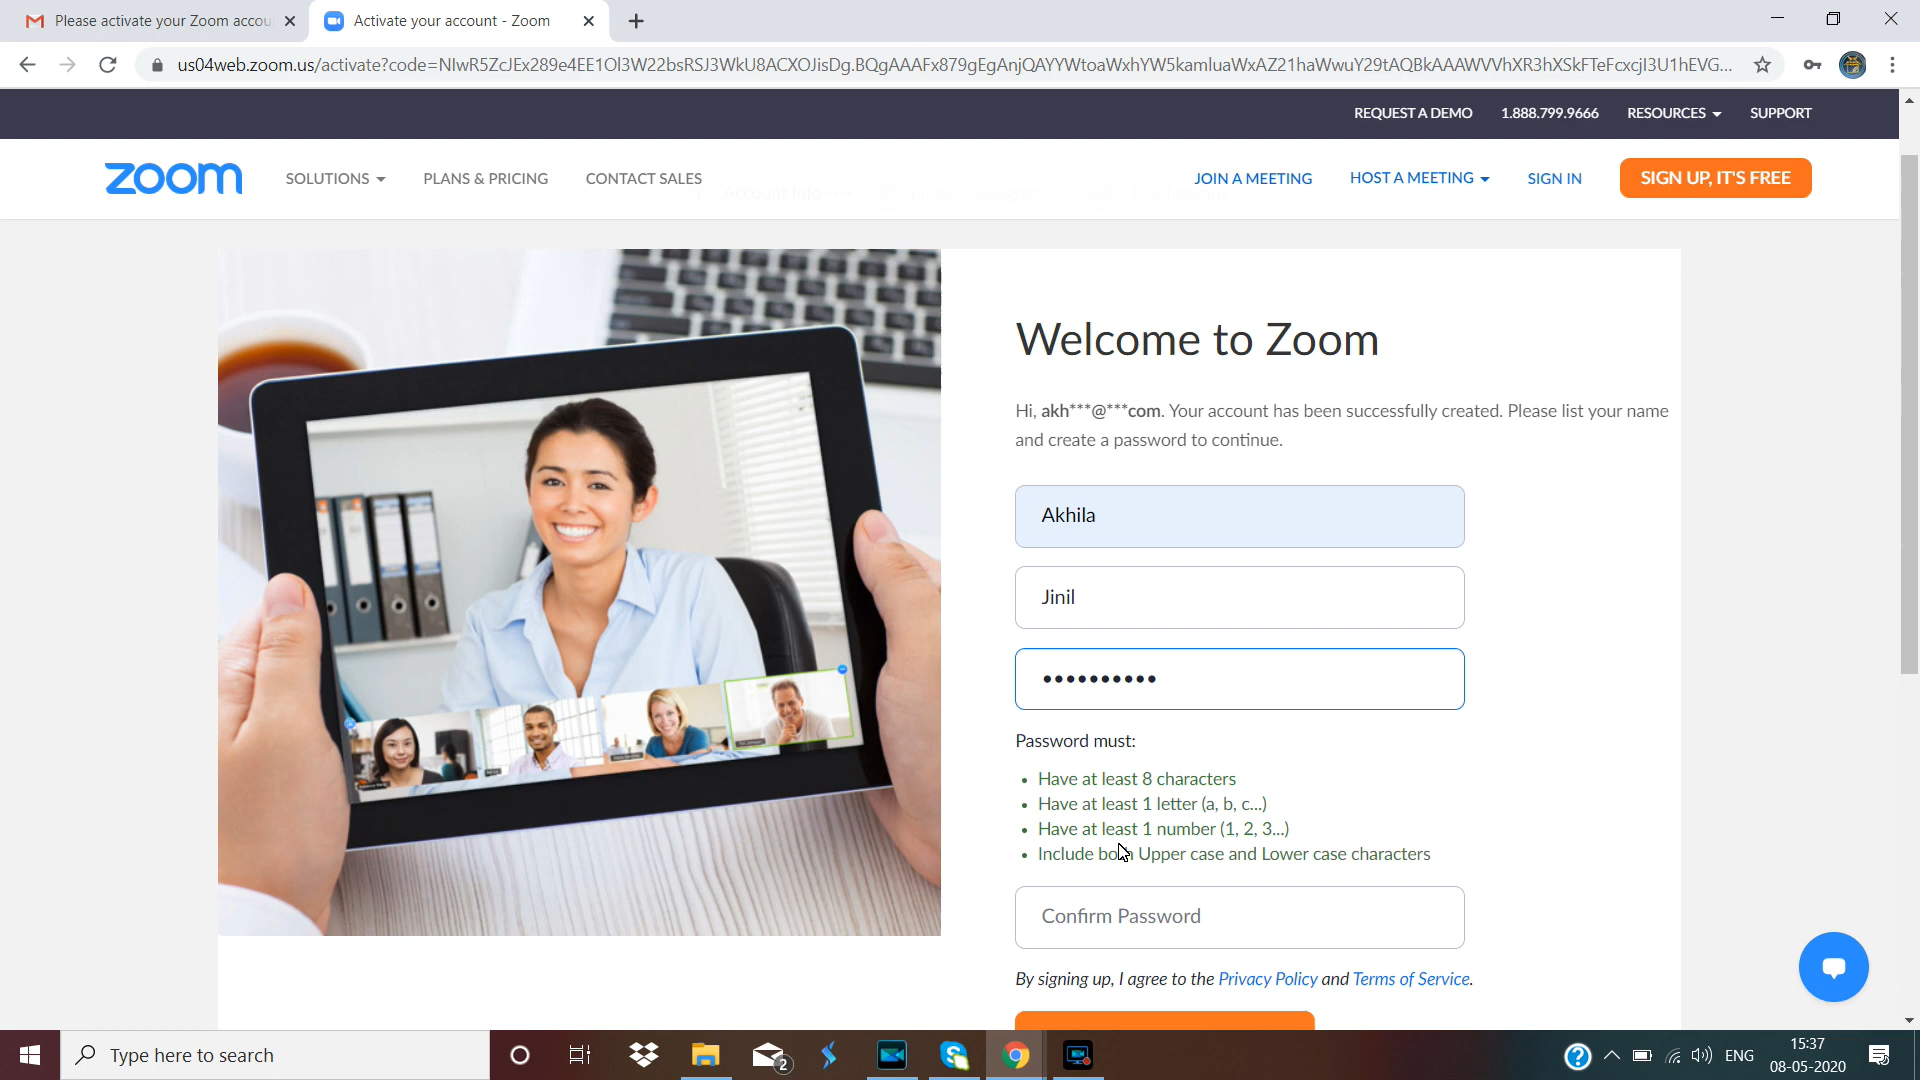 Please activate your Zoom accou
Activate your account - Zoom
us04web.zoom.us/activate?code=NIwR5ZcJEx289e4EE1Ol3W22bsRSJ3WkU8ACXOJisDg.BQgAAAFx879gEgAnjQAYYWtoaWxhYW5kamluaWxAZ21haWwuY29tAQBkAAAWVVhXR3hXSkFTeFcxcjl3U1hEVG...
REQUEST A DEMO 1.888.799.9666 RESOURCES SUPPORT
zoom SOLUTIONS PLANS & PRICING CONTACT SALES JOIN A MEETING HOST A MEETING SIGN IN SIGN UP, IT'S FREE
Welcome to Zoom
Hi, akh***@***com. Your account has been successfully created. Please list your name
and create a password to continue.
Akhila
Jinil
••••••••••
Password must:
• Have at least 8 characters
• Have at least 1 letter (a, b, c...)
• Have at least 1 number (1, 2, 3...)
• Include both Upper case and Lower case characters
Confirm Password
By signing up, I agree to the Privacy Policy and Terms of Service.
Type here to search
2
ENG
15:37
08-05-2020